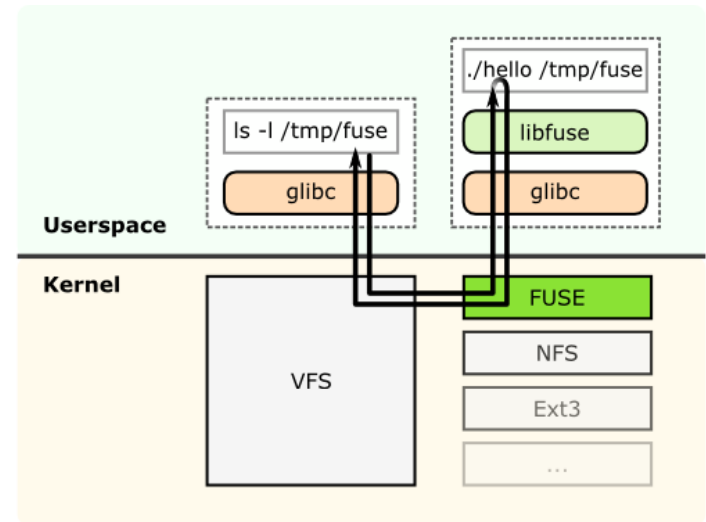 ./hello /tmp/fuse
ls -l /tmp/fuse
libfuse
glibc
glibc
Userspace
Kernel
FUSE
NFS
VFS
Ext3
...